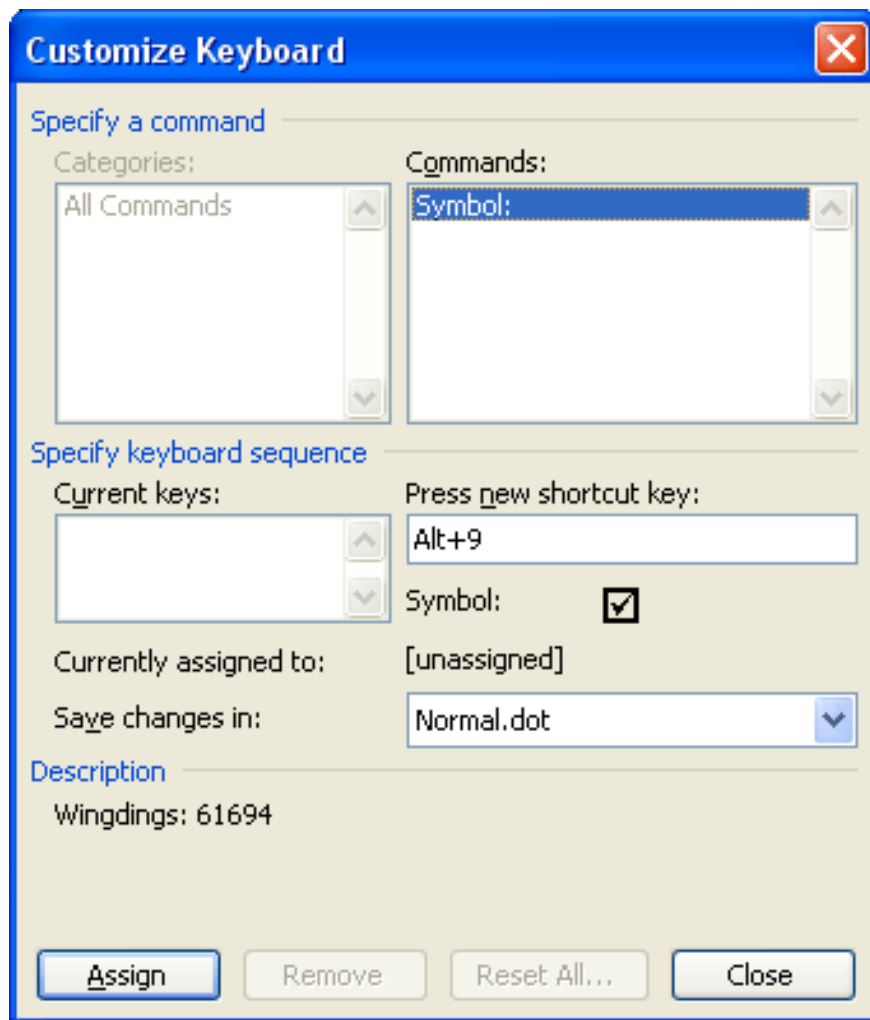 Customize Keyboard
Specify a command
Categories:
Commands:
All Commands
Symbol:
Specify keyboard sequence
Current keys:
Press new shortcut key:
Alt+9
Symbol:
Currently assigned to:
[unassigned]
Save changes in:
Normal.dot
Description
Wingdings: 61694
Assign
Remove
Reset All...
Close